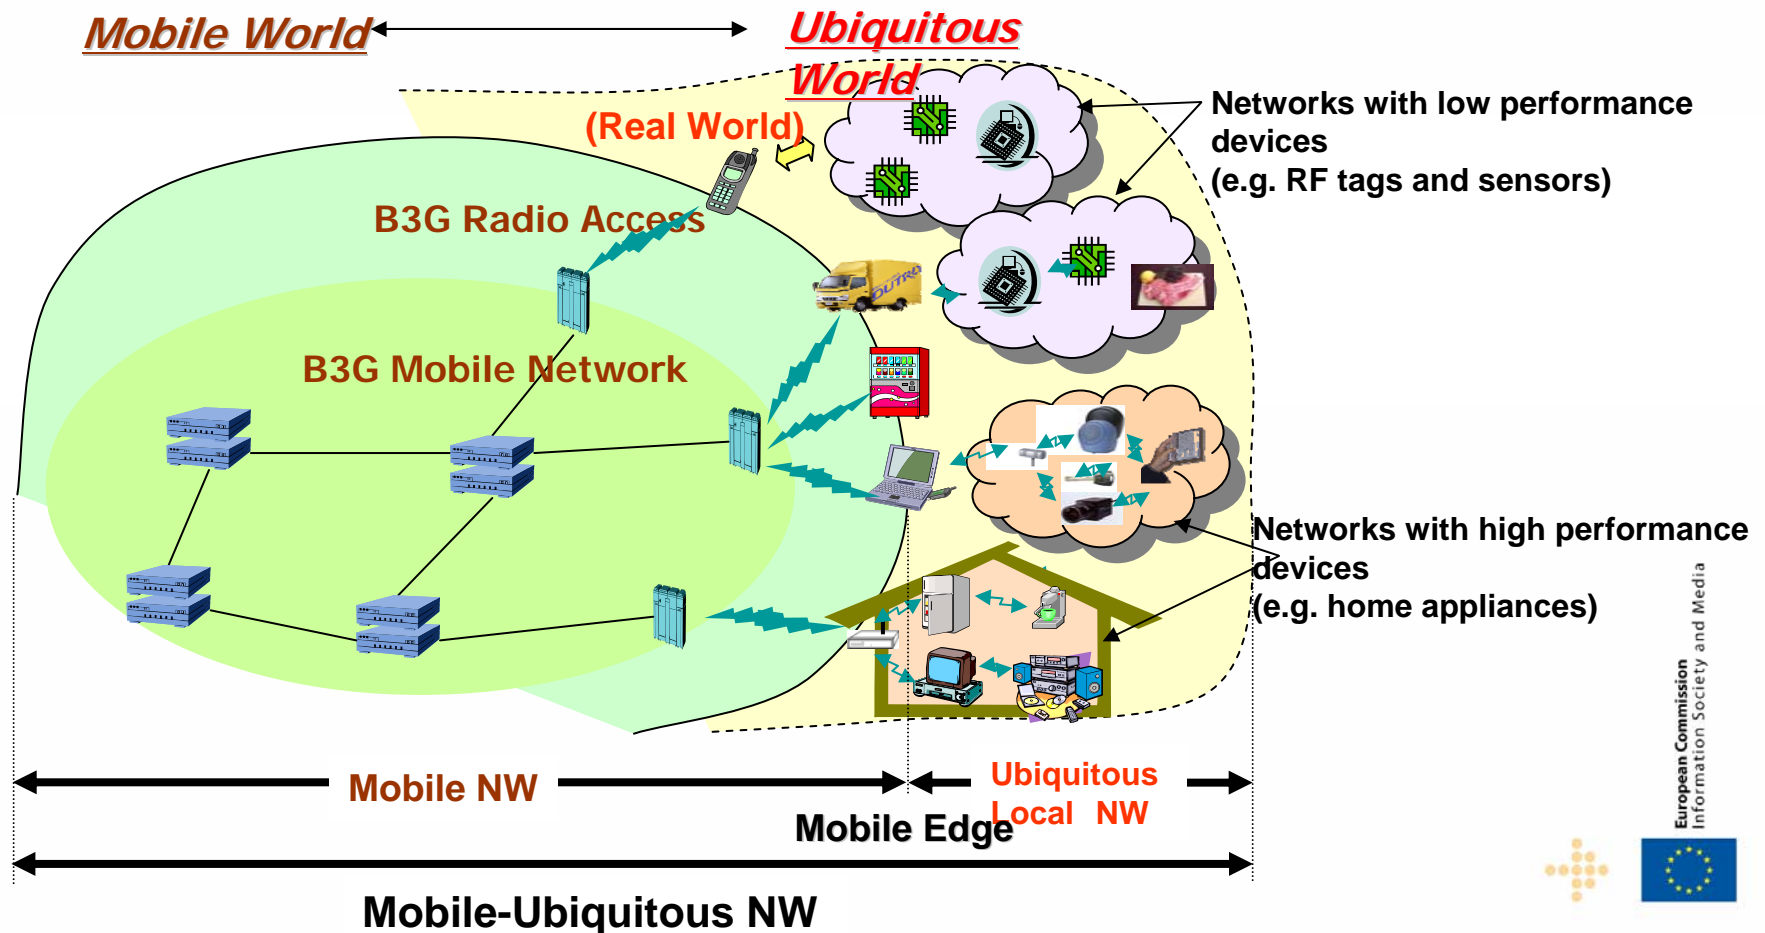 Mobile World
Ubiquitous
World
(Real World)
Networks with low performance
devices
(e.g. RF tags and sensors)
B3G Radio Access
DUTRO
B3G Mobile Network
Networks with high performance
devices
(e.g. home appliances)
European Commission
Information Society and Media
Mobile NW
Ubiquitous
Local NW
Mobile Edge
Mobile-Ubiquitous NW